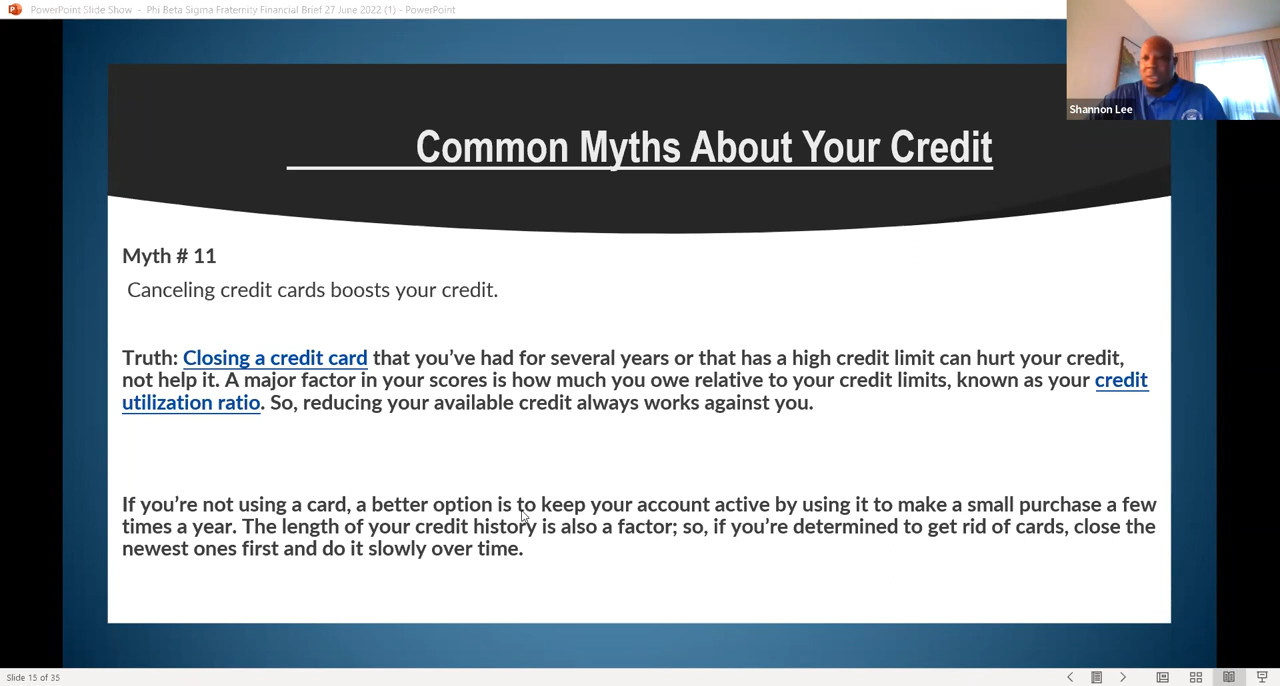 PowerPoint Slide Show - Phi Beta Sigma Fraternity Financial Brief 27 June 2022 (1) - PowerPoint
Shannon Lee
Common Myths About Your Credit
Myth # 11
Canceling credit cards boosts your credit.
Truth: Closing a credit card that you’ve had for several years or that has a high credit limit can hurt your credit,
not help it. A major factor in your scores is how much you owe relative to your credit limits, known as your credit
utilization ratio. So, reducing your available credit always works against you.
If you’re not using a card, a better option is to keep your account active by using it to make a small purchase a few
times a year. The length of your credit history is also a factor; so, if you’re determined to get rid of cards, close the
newest ones first and do it slowly over time.
Slide 15 of 35